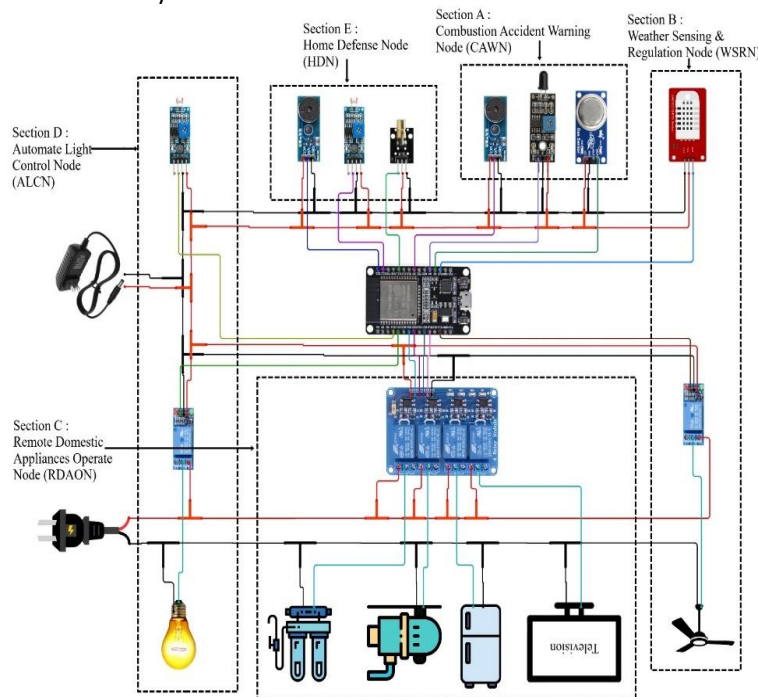 Section E :
Home Defense Node
(HDN)
Section A :
Combustion Accident Warning
Node (CAWN)
Section B :
Weather Sensing &
Regulation Node (WSRN)
Section D :
Automate Light
Control Node
(ALCN)
Section C :
Remote Domestic
Appliances Operate
Node (RDAON)
Television